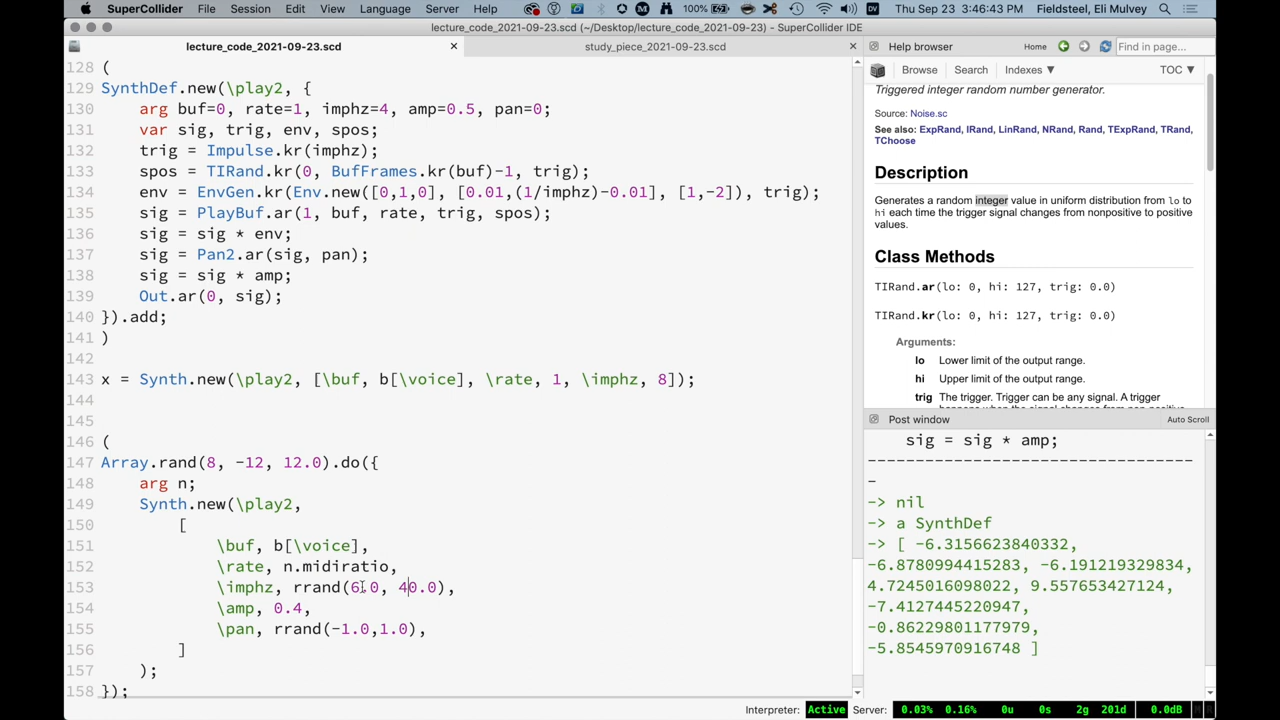 SuperCollider File Session Edit View Language Server Help 100% Thu Sep 23 3:46:43 PM Fieldsteel, Eli Mulvey
lecture_code_2021-09-23.scd (~/Desktop/lecture_code_2021-09-23.scd) - SuperCollider IDE
lecture_code_2021-09-23.scd study_piece_2021-09-23.scd
128 (
129 SynthDef.new(\play2, {
130 arg buf=0, rate=1, imphz=4, amp=0.5, pan=0;
131 var sig, trig, env, spos;
132 trig = Impulse.kr(imphz);
133 spos = TIRand.kr(0, BufFrames.kr(buf)-1, trig);
134 env = EnvGen.kr(Env.new([0,1,0], [0.01,(1/imphz)-0.01], [1,-2]), trig);
135 sig = PlayBuf.ar(1, buf, rate, trig, spos);
136 sig = sig * env;
137 sig = Pan2.ar(sig, pan);
138 sig = sig * amp;
139 Out.ar(0, sig);
140 }).add;
141 )
142
143 x = Synth.new(\play2, [\buf, b[\voice], \rate, 1, \imphz, 8]);
144
145
146 (
147 Array.rand(8, -12, 12.0).do({
148 arg n;
149 Synth.new(\play2,
150 [
151 \buf, b[\voice],
152 \rate, n.midiratio,
153 \imphz, rrand(6.0, 40.0),
154 \amp, 0.4,
155 \pan, rrand(-1.0,1.0),
156 ]
157 );
158 });
Help browser Home Find in page...
Browse Search Indexes ▼ TOC ▼
Triggered integer random number generator.
Source: Noise.sc
See also: ExpRand, IRand, LinRand, NRand, Rand, TExpRand, TRand,
TChoose
Description
Generates a random integer value in uniform distribution from lo to
hi each time the trigger signal changes from nonpositive to positive
values.
Class Methods
TIRand.ar(lo: 0, hi: 127, trig: 0.0)
TIRand.kr(lo: 0, hi: 127, trig: 0.0)
Arguments:
lo Lower limit of the output range.
hi Upper limit of the output range.
trig The trigger. Trigger can be any signal. A trigger
Post window Auto Scroll
sig = sig * amp;
---------------------------------
-
-> nil
-> a SynthDef
-> [ -6.3156623840332,
-6.8780994415283, -6.191219329834,
4.7245016098022, 9.557653427124,
-7.4127445220947,
-0.86229801177979,
-5.8545970916748 ]
Interpreter: Active Server: 0.03% 0.16% 0u 0s 2g 201d 0.0dB